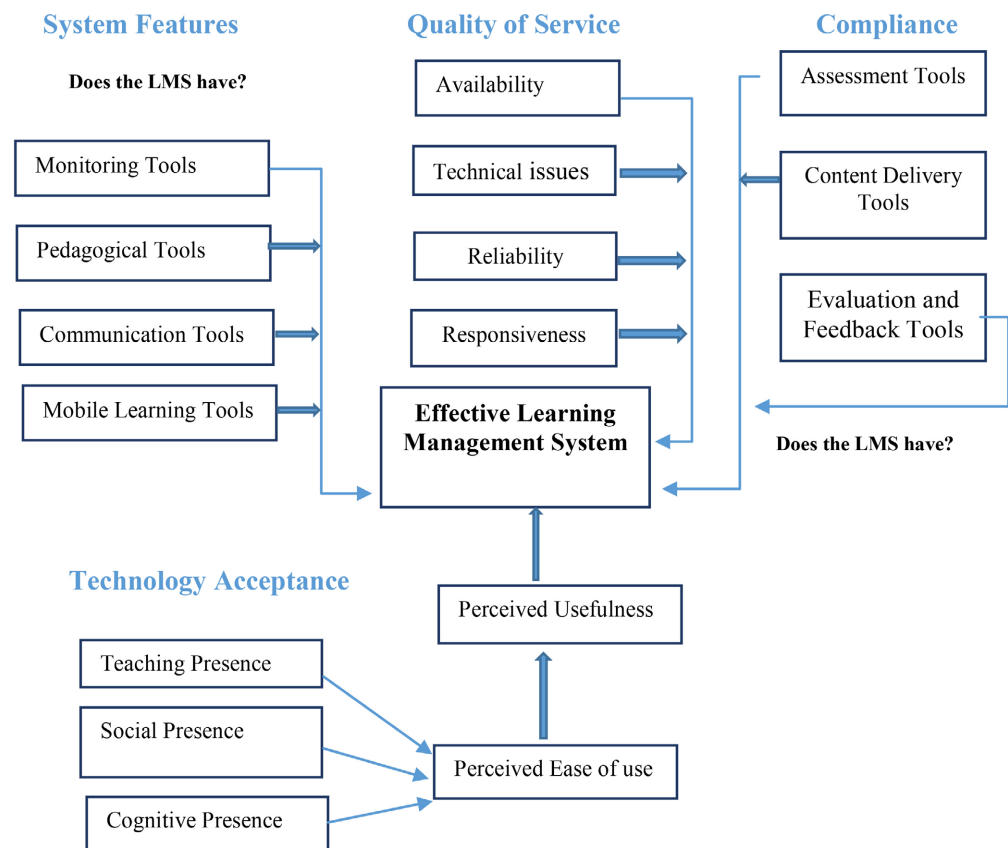 System Features
Does the LMS have?
Monitoring Tools
Pedagogical Tools
Communication Tools
Mobile Learning Tools
Quality of Service
Availability
Technical issues
Reliability
Responsiveness
Compliance
Assessment Tools
Content Delivery
Tools
Evaluation and
Feedback Tools
Does the LMS have?
Effective Learning
Management System
Technology Acceptance
Perceived Usefulness
Teaching Presence
Social Presence
Cognitive Presence
Perceived Ease of use